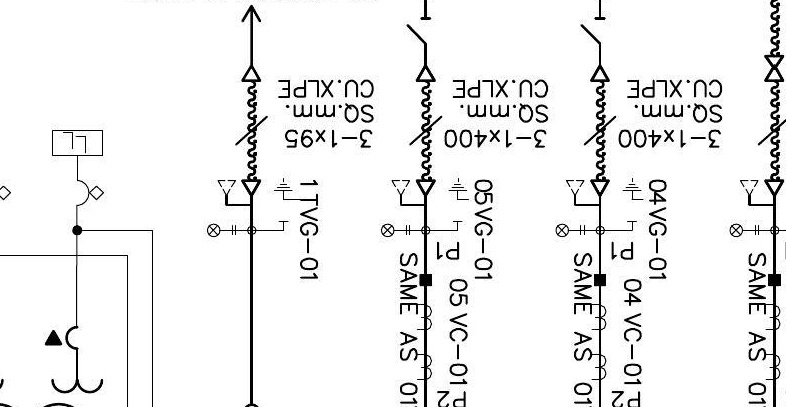 3-1x95
SQ.mm.
CU.XLPE
1TVG-01
3-1x400
SQ.mm.
CU.XLPE
05VG-01
P1
SAME AS 01
05 VC-01
P2
3-1x400
SQ.mm.
CU.XLPE
04VG-01
P1
SAME AS 01
04 VC-01
P2
SAME AS 01